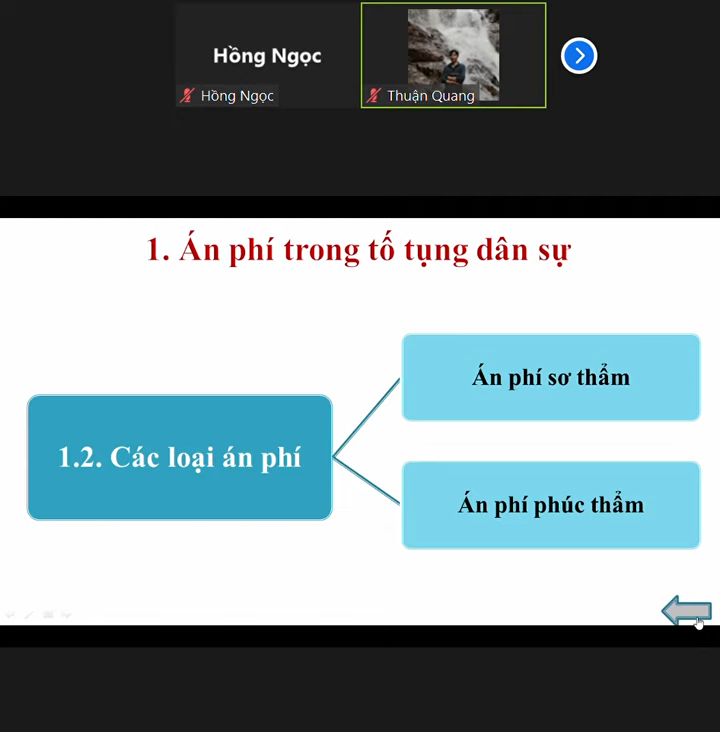 Hồng Ngọc
Hồng Ngọc
Thuận Quang
1. Án phí trong tố tụng dân sự
1.2. Các loại án phí
Án phí sơ thẩm
Án phí phúc thẩm